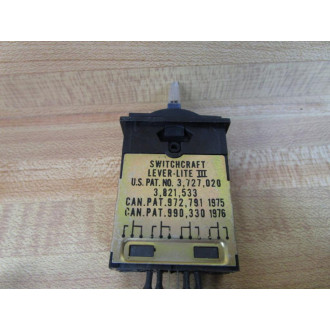 SWITCHCRAFT
LEVER-LITE III
U.S. PAT. NO. 3,727,020
3,821,533
CAN. PAT. 972,791 1975
CAN. PAT. 990,330 1976